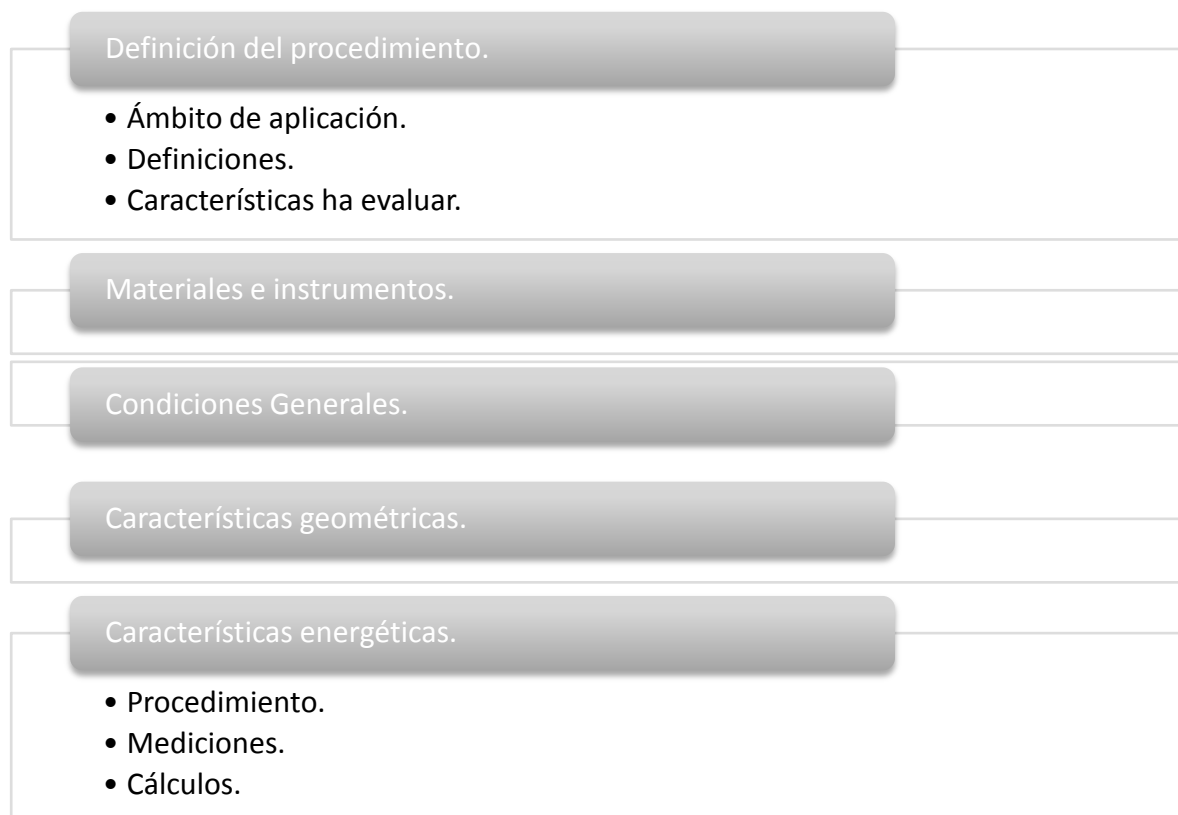 Definición del procedimiento.
• Ámbito de aplicación.
• Definiciones.
• Características ha evaluar.
Materiales e instrumentos.
Condiciones Generales.
Características geométricas.
Características energéticas.
• Procedimiento.
• Mediciones.
• Cálculos.